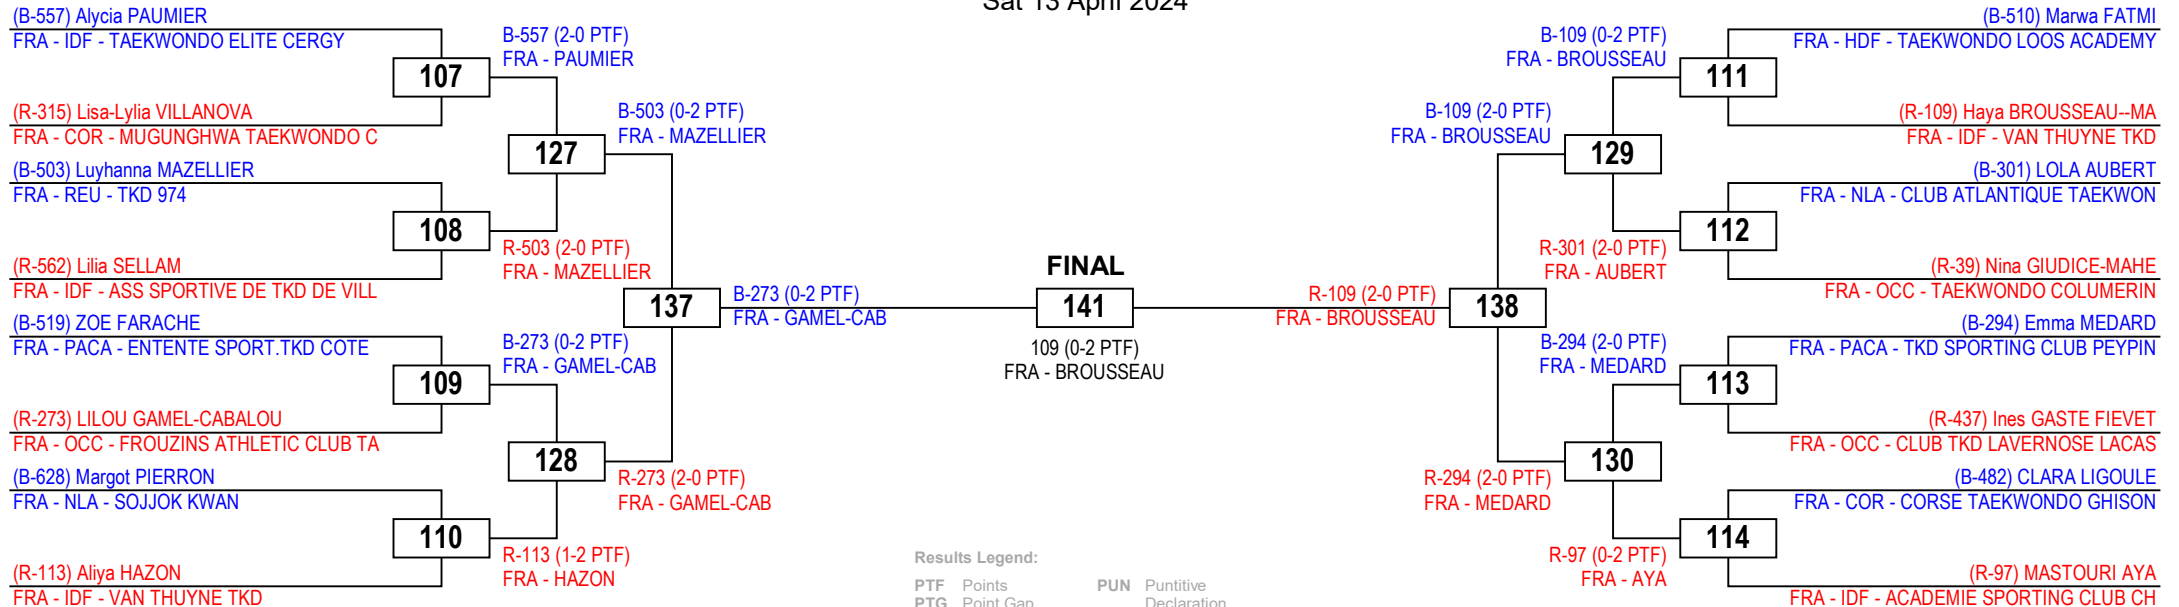 Sat 13 April 2024
(B-557) Alycia PAUMIER
FRA - IDF - TAEKWONDO ELITE CERGY
107
(R-315) Lisa-Lylia VILLANOVA
FRA - COR - MUGUNGHWA TAEKWONDO C
(B-503) Luyhanna MAZELLIER
FRA - REU - TKD 974
108
(R-562) Lilia SELLAM
FRA - IDF - ASS SPORTIVE DE TKD DE VILL
(B-519) ZOE FARACHE
FRA - PACA - ENTENTE SPORT.TKD COTE
109
(R-273) LILOU GAMEL-CABALOU
FRA - OCC - FROUZINS ATHLETIC CLUB TA
(B-628) Margot PIERRON
FRA - NLA - SOJJOK KWAN
110
(R-113) Aliya HAZON
FRA - IDF - VAN THUYNE TKD
B-557 (2-0 PTF)
FRA - PAUMIER
127
R-503 (2-0 PTF)
FRA - MAZELLIER
B-273 (0-2 PTF)
FRA - GAMEL-CAB
128
R-113 (1-2 PTF)
FRA - HAZON
B-503 (0-2 PTF)
FRA - MAZELLIER
137
R-273 (2-0 PTF)
FRA - GAMEL-CAB
B-273 (0-2 PTF)
FRA - GAMEL-CAB
FINAL
141
109 (0-2 PTF)
FRA - BROUSSEAU
R-109 (2-0 PTF)
FRA - BROUSSEAU
B-109 (2-0 PTF)
FRA - BROUSSEAU
138
R-294 (2-0 PTF)
FRA - MEDARD
B-109 (0-2 PTF)
FRA - BROUSSEAU
129
R-301 (2-0 PTF)
FRA - AUBERT
B-294 (2-0 PTF)
FRA - MEDARD
130
R-97 (0-2 PTF)
FRA - AYA
(B-510) Marwa FATMI
FRA - HDF - TAEKWONDO LOOS ACADEMY
111
(R-109) Haya BROUSSEAU--MA
FRA - IDF - VAN THUYNE TKD
(B-301) LOLA AUBERT
FRA - NLA - CLUB ATLANTIQUE TAEKWON
112
(R-39) Nina GIUDICE-MAHE
FRA - OCC - TAEKWONDO COLUMERIN
(B-294) Emma MEDARD
FRA - PACA - TKD SPORTING CLUB PEYPIN
113
(R-437) Ines GASTE FIEVET
FRA - OCC - CLUB TKD LAVERNOSE LACAS
(B-482) CLARA LIGOULE
FRA - COR - CORSE TAEKWONDO GHISON
114
(R-97) MASTOURI AYA
FRA - IDF - ACADEMIE SPORTING CLUB CH
Results Legend:
PTF Points PUN Puntitive
PTG Point Gap Declaration